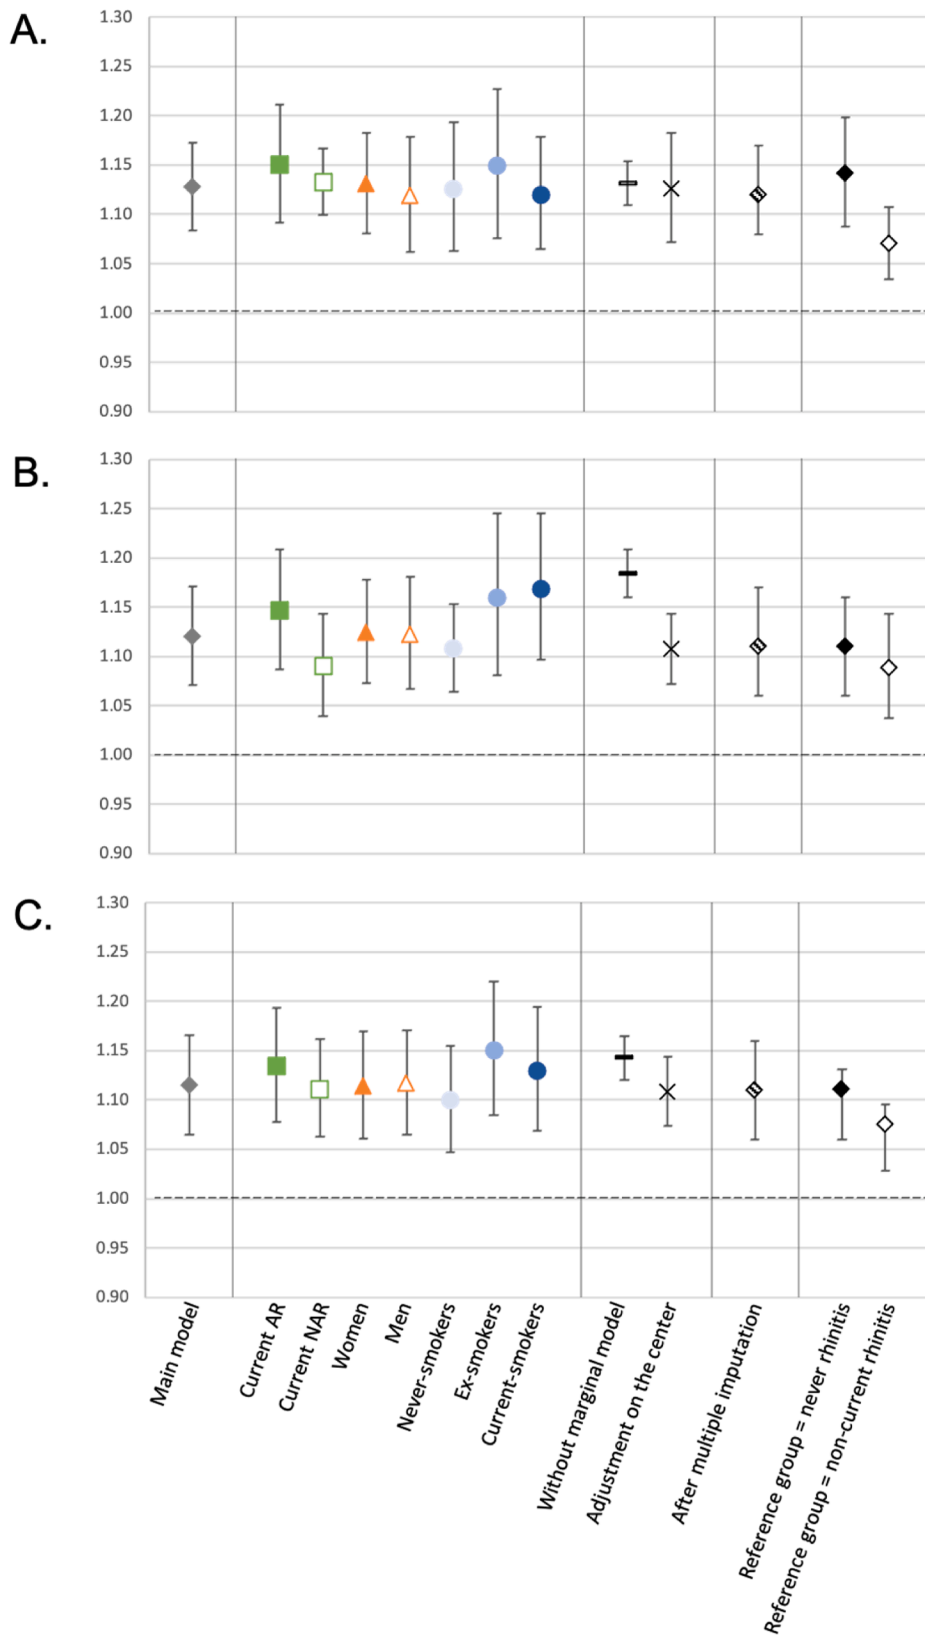 A.
1.30
1.25
1.20
1.15
1.10
1.05
1.00
0.95
0.90
B.
1.30
1.25
1.20
1.15
1.10
1.05
1.00
0.95
0.90
C.
1.30
1.25
1.20
1.15
1.10
1.05
1.00
0.95
0.90
Main model
Current AR
Current NAR
Women
Men
Never-smokers
Ex-smokers
Current-smokers
Without marginal model
Adjustment on the center
After multiple imputation
Reference group = never rhinitis
Reference group = non-current rhinitis